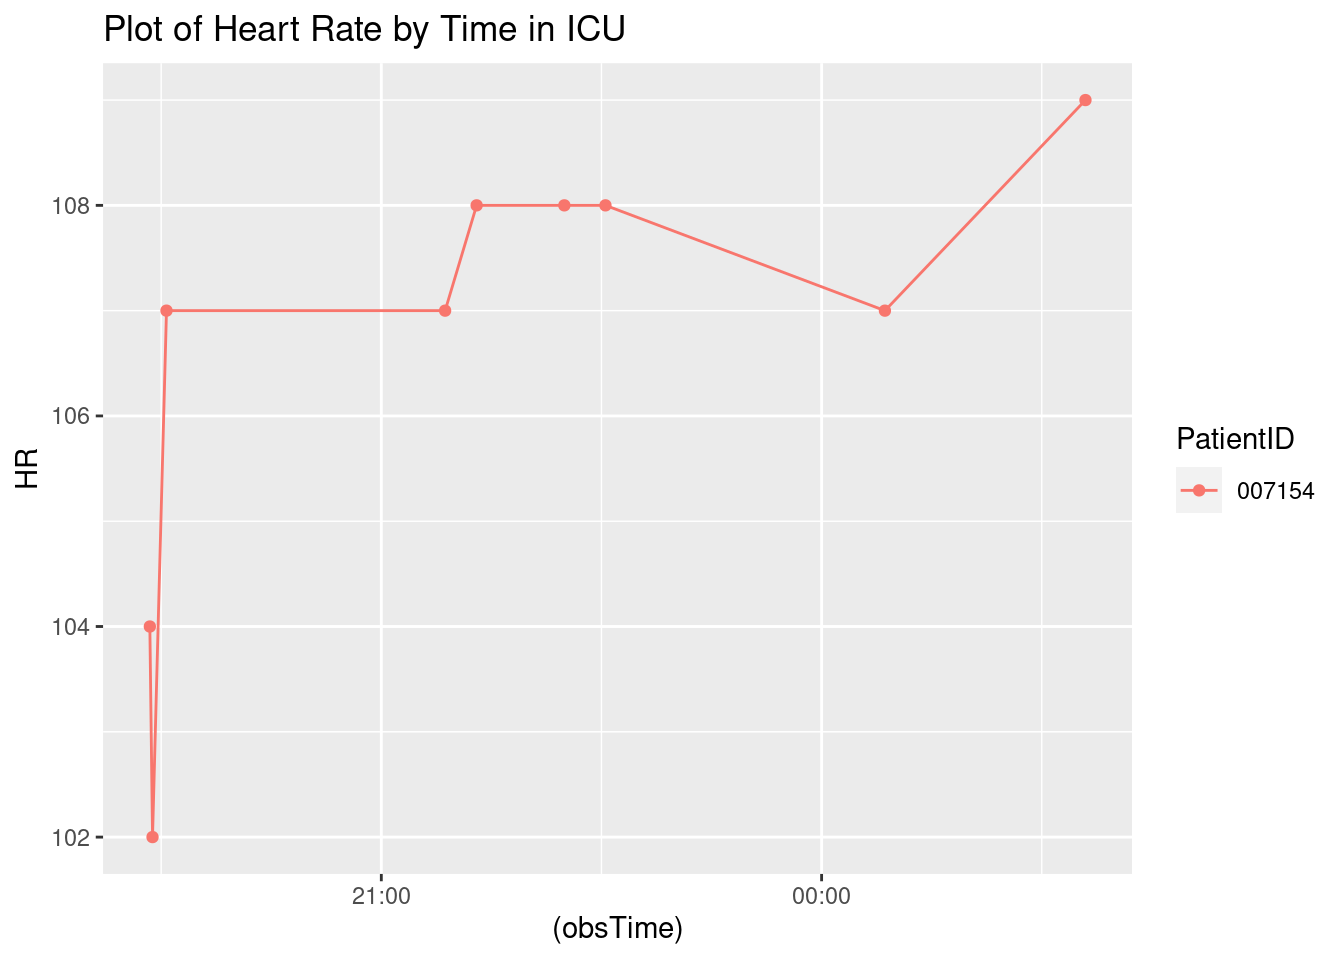 Plot of Heart Rate by Time in ICU
HR
108
106
104
102
21:00
00:00
(obsTime)
PatientID
007154